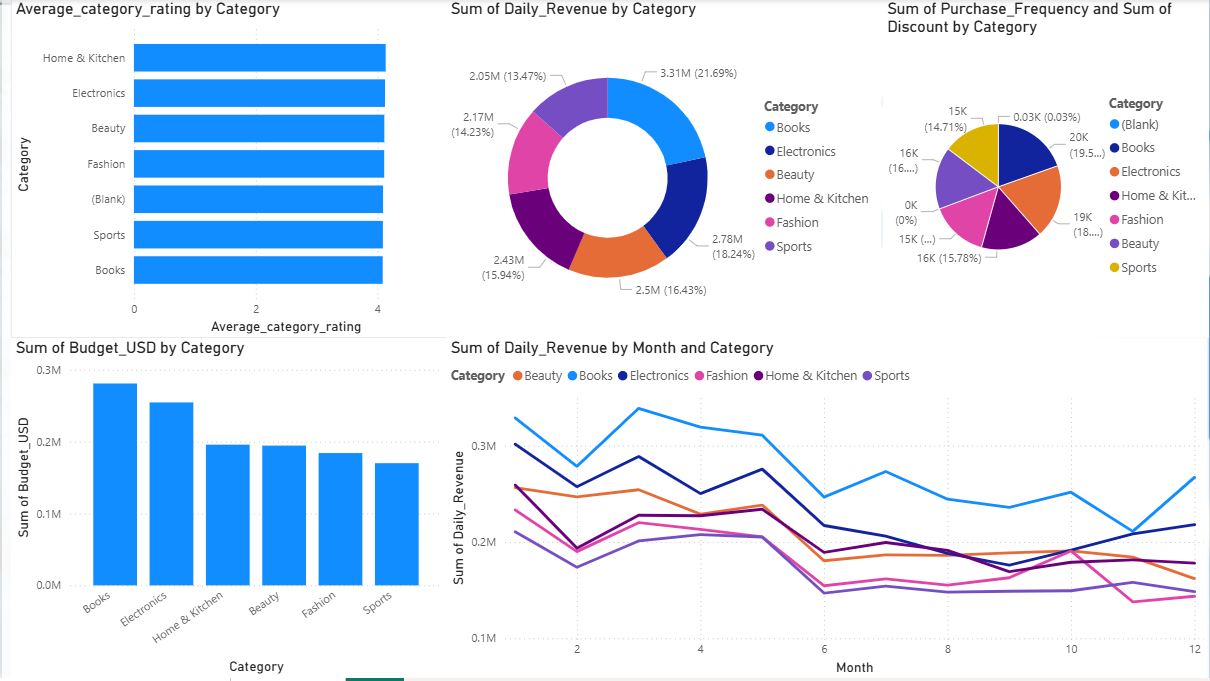 Average_category_rating by Category
Category
Home & Kitchen
Electronics
Beauty
Fashion
(Blank)
Sports
Books
0
2
4
Average_category_rating
Sum of Daily_Revenue by Category
2.05M (13.47%)
3.31M (21.69%)
2.17M
(14.23%)
2.43M
(15.94%)
2.5M (16.43%)
2.78M
(18.24%)
Category
Books
Electronics
Beauty
Home & Kitchen
Fashion
Sports
Sum of Purchase_Frequency and Sum of
Discount by Category
15K
(14.71%)
0.03K (0.03%)
20K
(19.5...)
16K
(16....)
0K
(0%)
19K
(18....)
15K (...)
16K (15.78%)
Category
(Blank)
Books
Electronics
Home & Kit...
Fashion
Beauty
Sports
Sum of Budget_USD by Category
Sum of Budget_USD
0.3M
0.2M
0.1M
0.0M
Books
Electronics
Home & Kitchen
Beauty
Fashion
Sports
Category
Sum of Daily_Revenue by Month and Category
Category Beauty Books Electronics Fashion Home & Kitchen Sports
Sum of Daily_Revenue
0.3M
0.2M
0.1M
2
4
6
8
10
12
Month